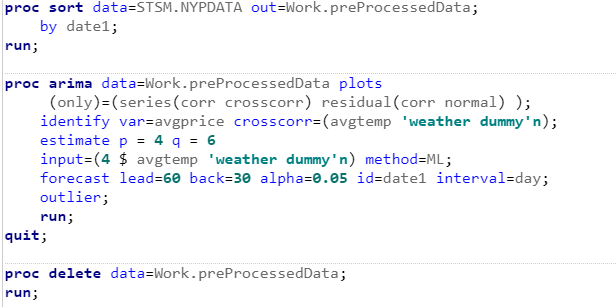 proc sort data=STSM.NYPDATA out=Work.preProcessedData;
by date1;
run;
proc arima data=Work.preProcessedData plots
(only)=(series(corr crosscorr) residual(corr normal) );
identify var=avgprice crosscorr=(avgtemp 'weather dummy'n);
estimate p = 4 q = 6
input=(4 $ avgtemp 'weather dummy'n) method=ML;
forecast lead=60 back=30 alpha=0.05 id=date1 interval=day;
outlier;
run;
quit;
proc delete data=Work.preProcessedData;
run;